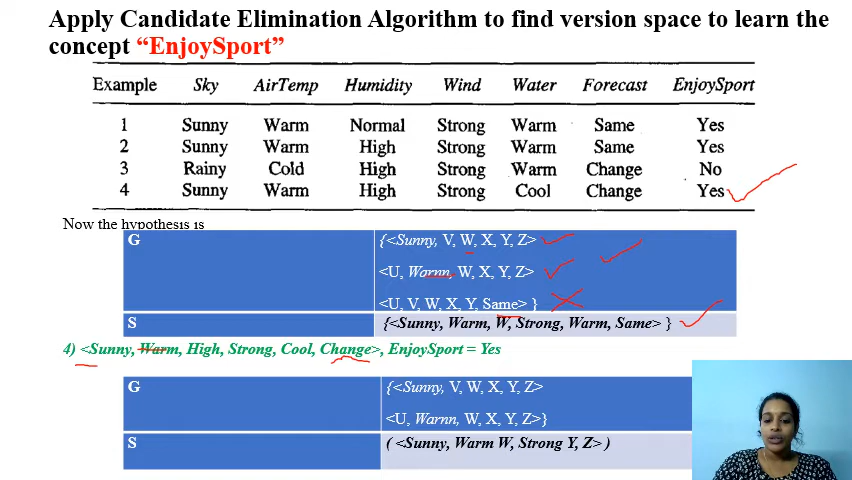 Apply Candidate Elimination Algorithm to find version space to learn the
concept “EnjoySport”
Example Sky AirTemp Humidity Wind Water Forecast EnjoySport
1 Sunny Warm Normal Strong Warm Same Yes
2 Sunny Warm High Strong Warm Same Yes
3 Rainy Cold High Strong Warm Change No
4 Sunny Warm High Strong Cool Change Yes
Now the hypothesis is
G {<Sunny, V, W, X, Y, Z>
<U, Warnn, W, X, Y, Z>
<U, V, W, X, Y, Same> }
S {<Sunny, Warm, W, Strong, Warm, Same> }
4) <Sunny, Warm, High, Strong, Cool, Change>, EnjoySport = Yes
G {<Sunny, V, W, X, Y, Z>
<U, Warnn, W, X, Y, Z>}
S ( <Sunny, Warm W, Strong Y, Z> )